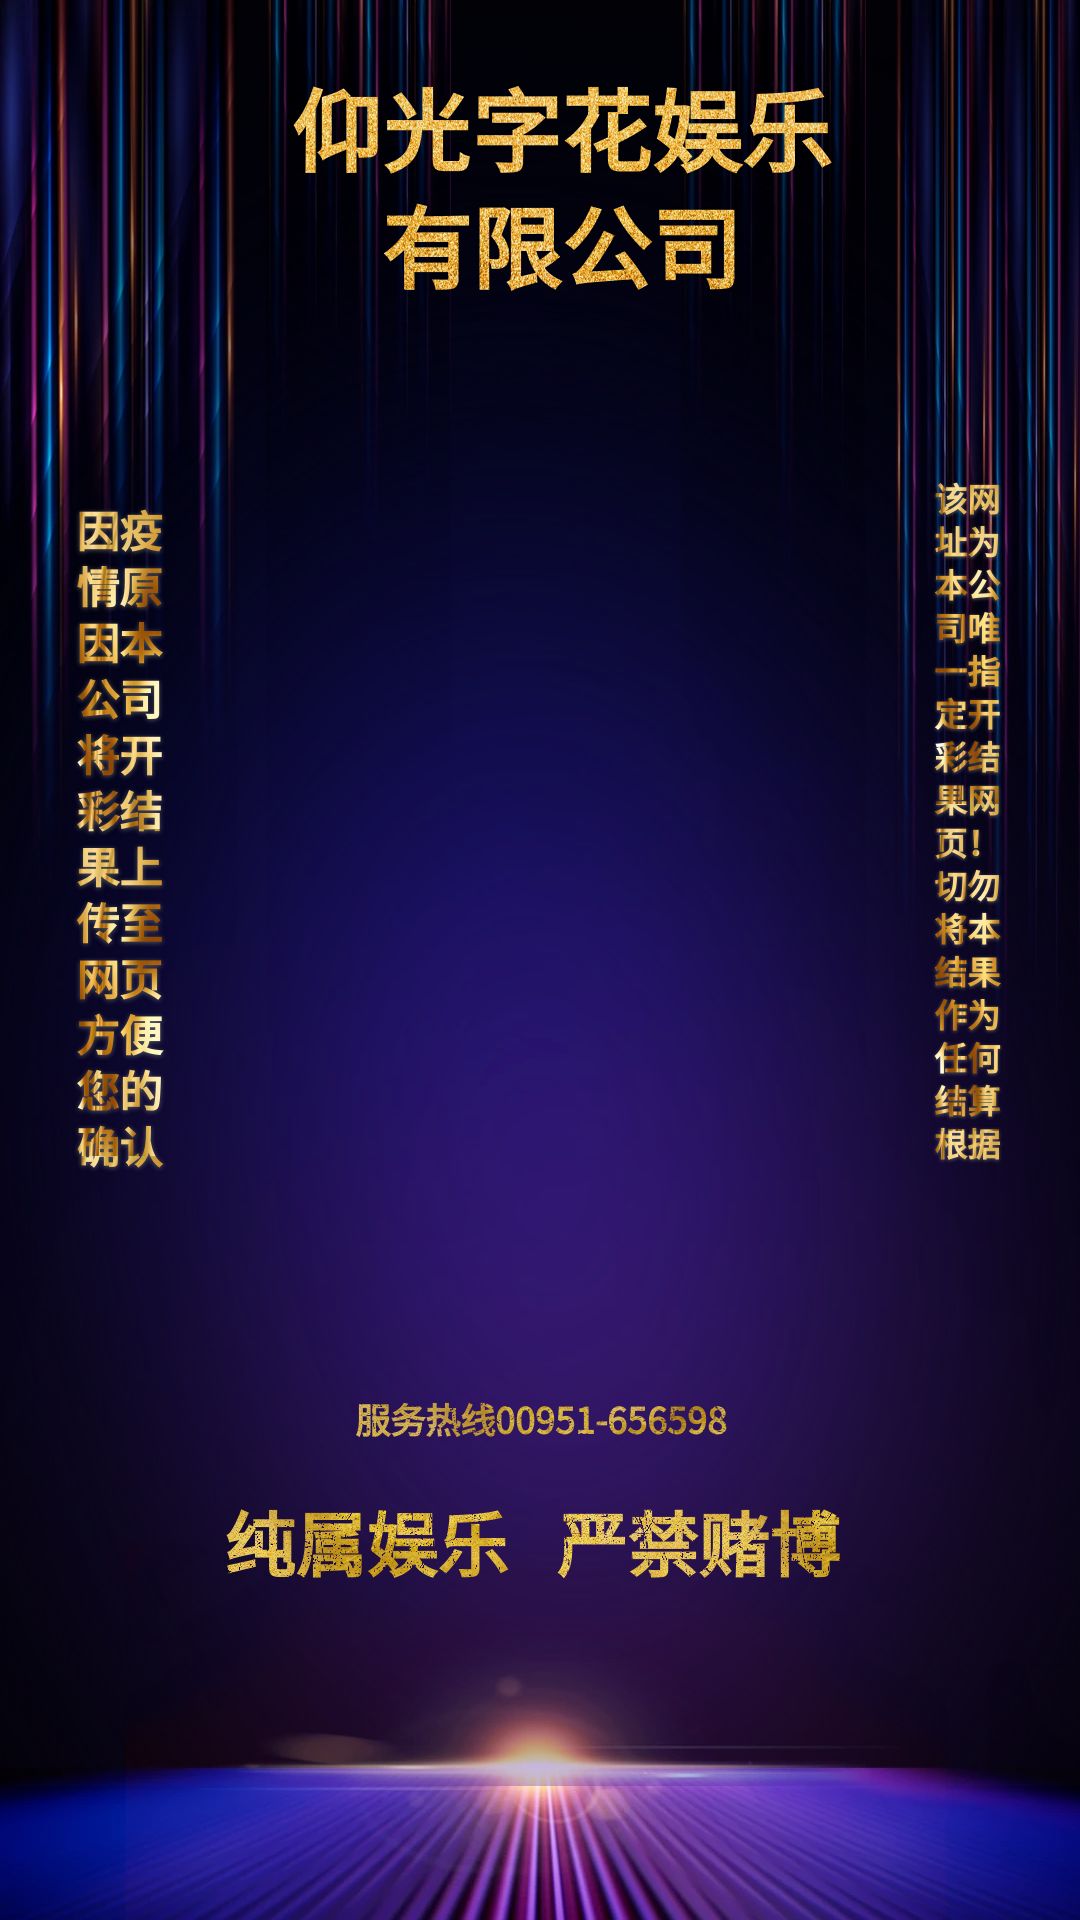 仰光字花娱乐
有限公司
因疫
情原
因本
公司
将开
彩结
果上
传至
网页
方便
您的
确认
该网
址为
本公
司唯
一指
定开
彩结
果网
页！
切勿
将本
结果
作为
任何
结算
根据
服务热线00951-656598
纯属娱乐 严禁赌博